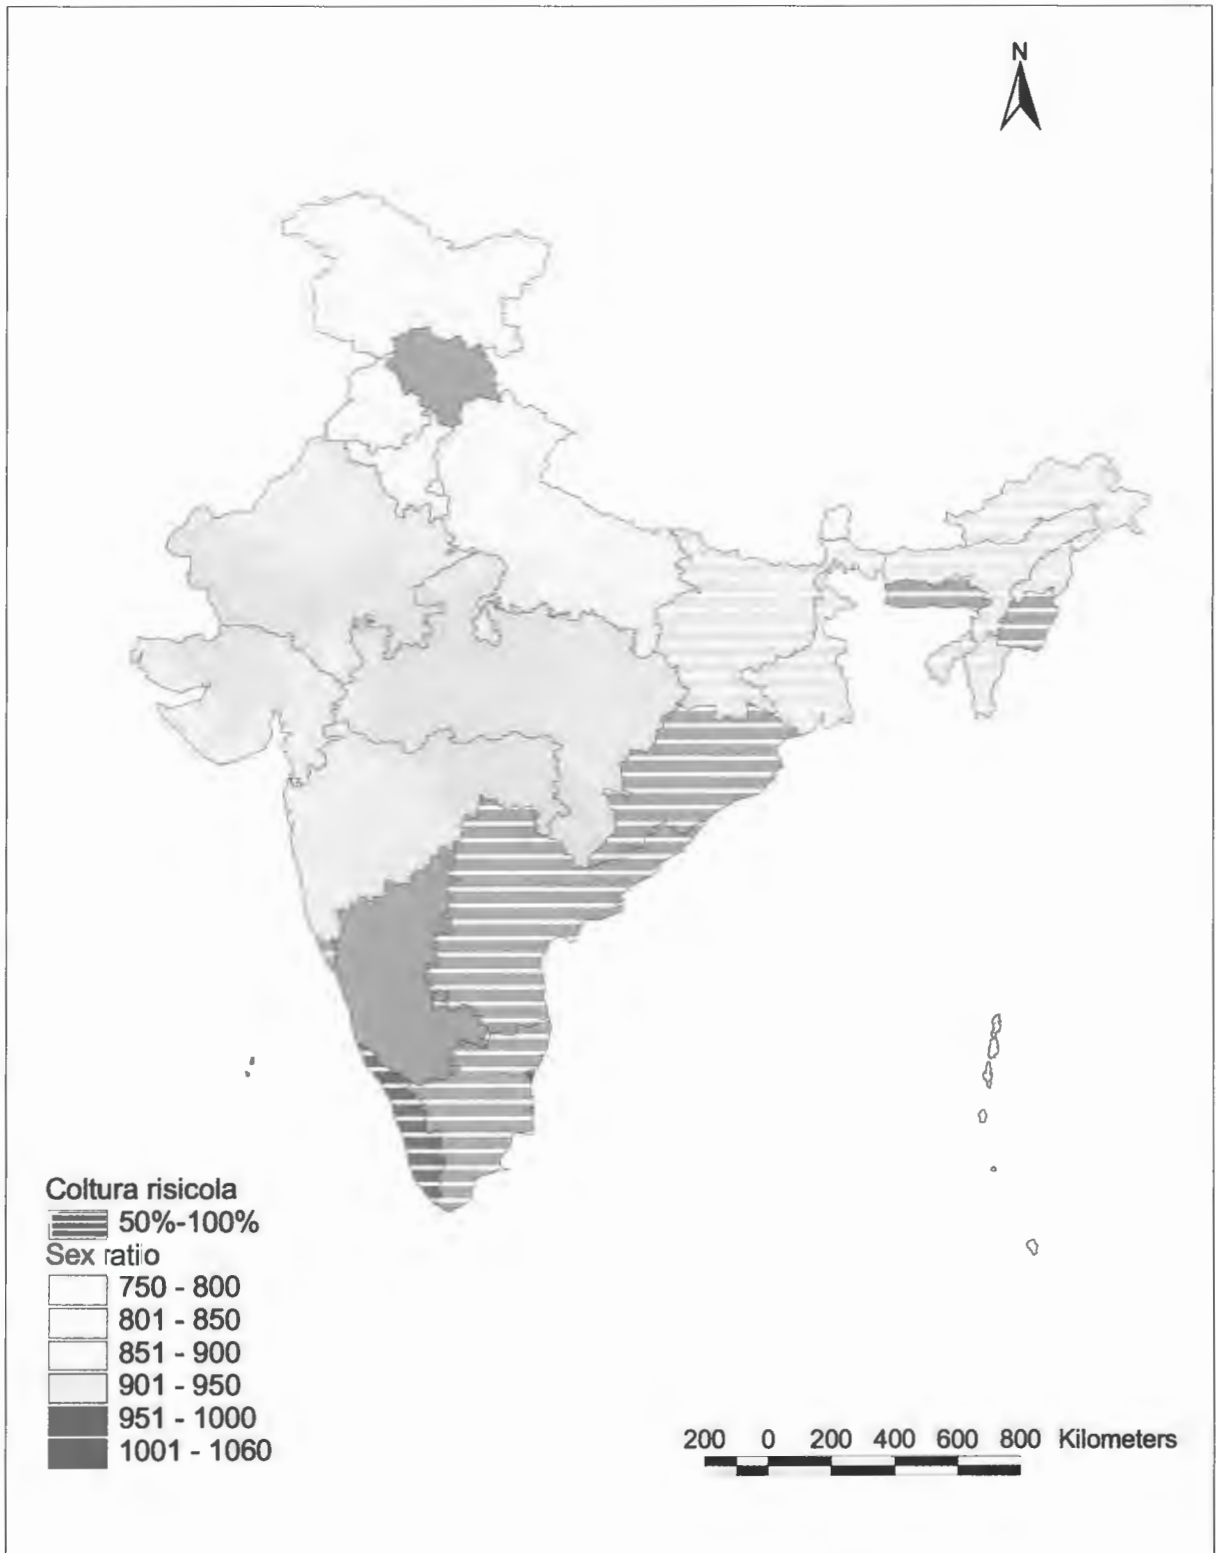 N
Coltura risicola
50%-100%
Sex ratio
750 - 800
801 - 850
851 - 900
901 - 950
951 - 1000
1001 - 1060
200 0 200 400 600 800 Kilometers